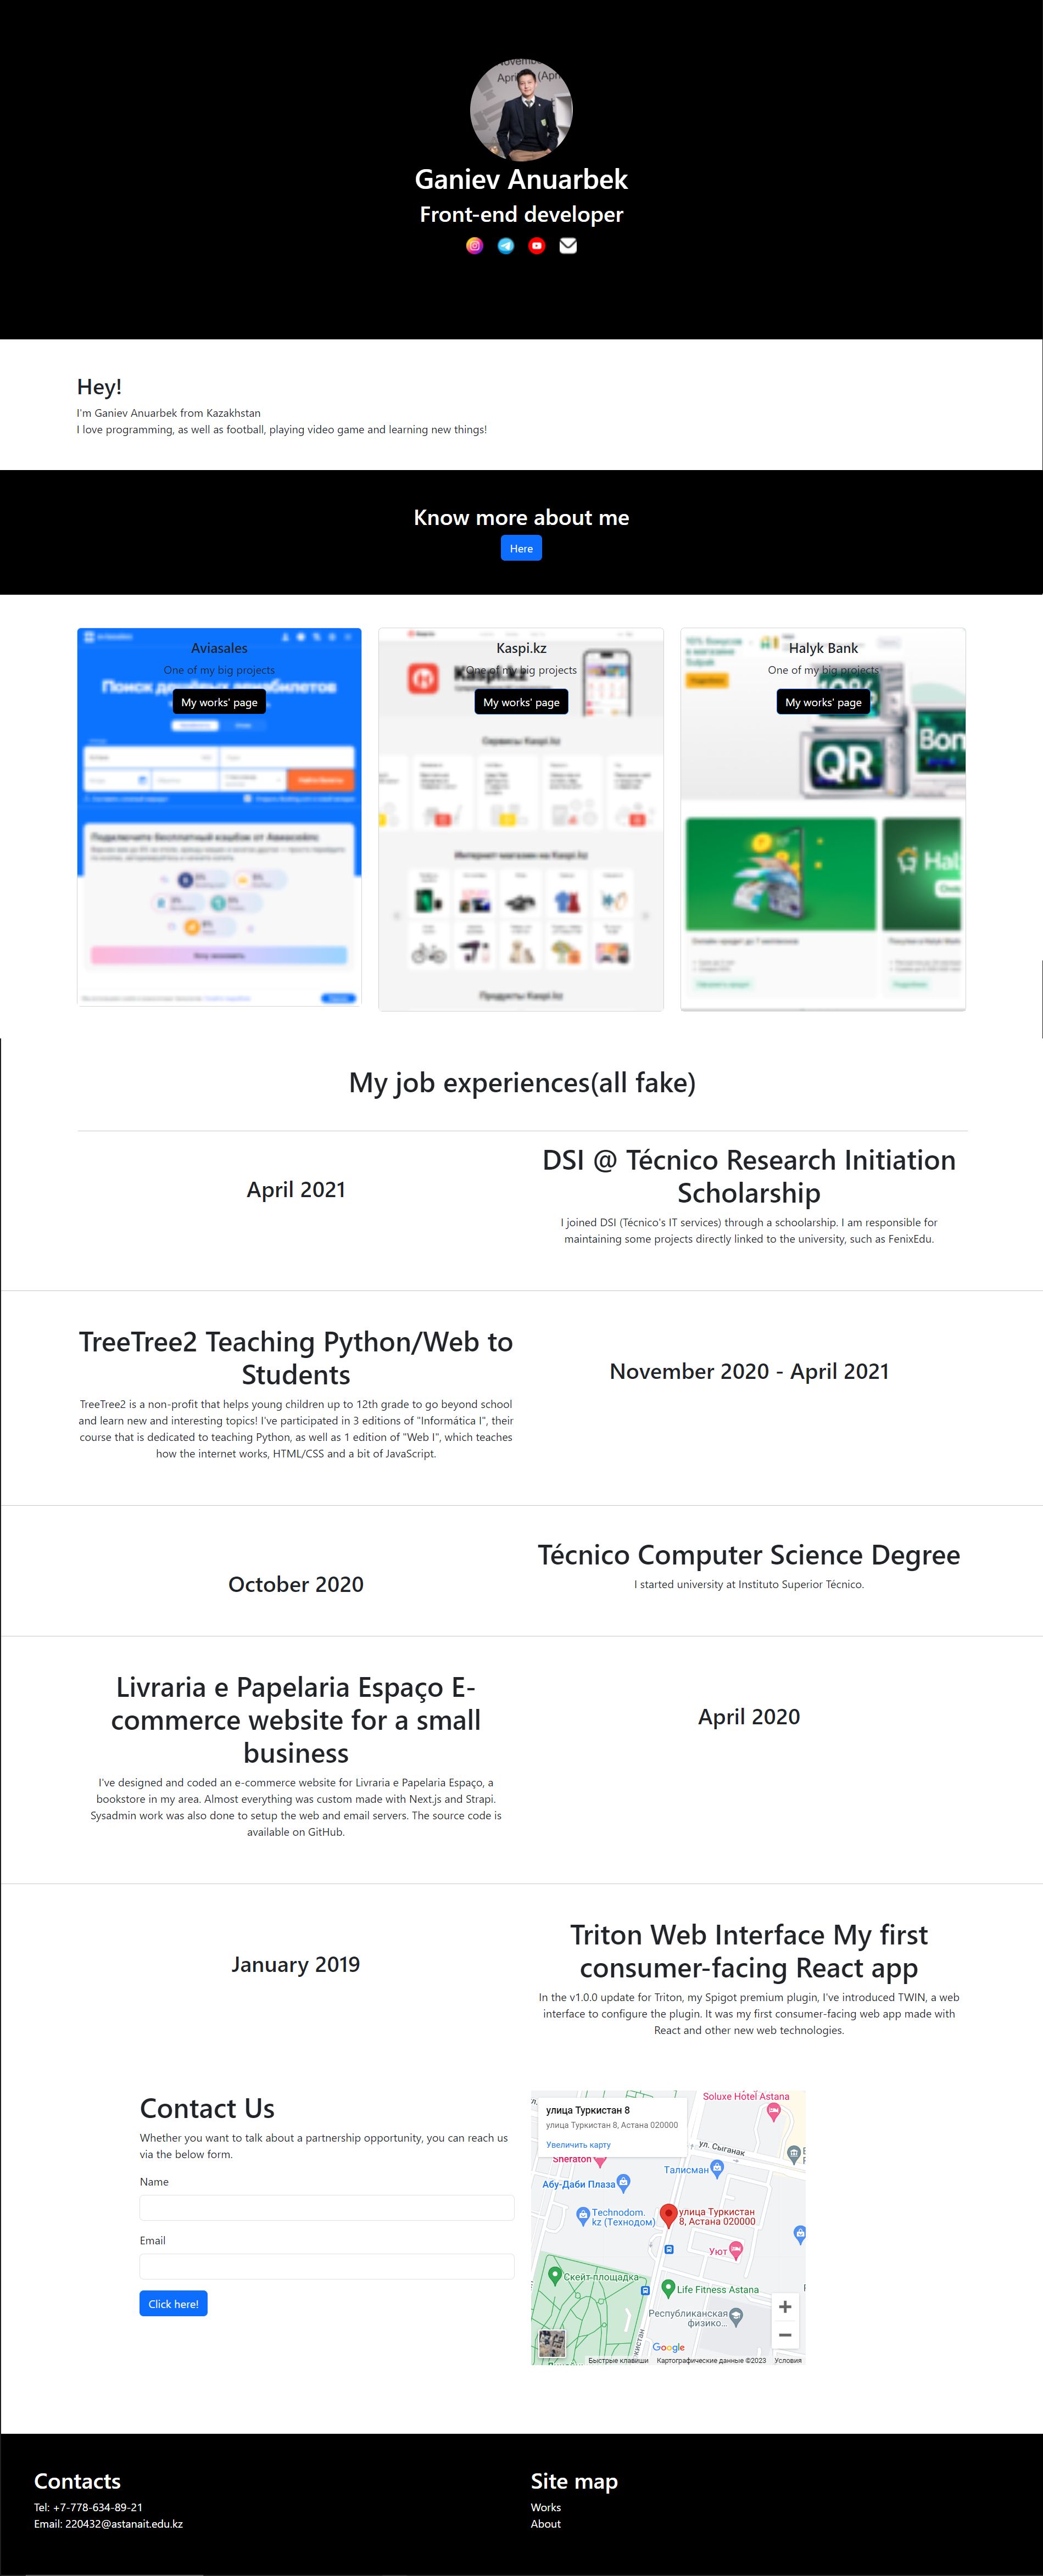 Ganiev Anuarbek
Front-end developer
Hey!
I'm Ganiev Anuarbek from Kazakhstan
I love programming, as well as football, playing video game and learning new things!
Know more about me
Here
Aviasales
One of my big projects
My works' page
Kaspi.kz
One of my big projects
My works' page
Сервисы Kaspi.kz
Интернет-магазин на Kaspi.kz
Продукты Kaspi.kz
Halyk Bank
One of my big projects
My works' page
QR
Bon
My job experiences(all fake)
April 2021
DSI @ Técnico Research Initiation
Scholarship
I joined DSI (Técnico's IT services) through a schoolarship. I am responsible for
maintaining some projects directly linked to the university, such as FenixEdu.
TreeTree2 Teaching Python/Web to
Students
TreeTree2 is a non-profit that helps young children up to 12th grade to go beyond school
and learn new and interesting topics! I've participated in 3 editions of "Informática I", their
course that is dedicated to teaching Python, as well as 1 edition of "Web I", which teaches
how the internet works, HTML/CSS and a bit of JavaScript.
November 2020 - April 2021
October 2020
Técnico Computer Science Degree
I started university at Instituto Superior Técnico.
Livraria e Papelaria Espaço E-
commerce website for a small
business
I've designed and coded an e-commerce website for Livraria e Papelaria Espaço, a
bookstore in my area. Almost everything was custom made with Next.js and Strapi.
Sysadmin work was also done to setup the web and email servers. The source code is
available on GitHub.
April 2020
January 2019
Triton Web Interface My first
consumer-facing React app
In the v1.0.0 update for Triton, my Spigot premium plugin, I've introduced TWIN, a web
interface to configure the plugin. It was my first consumer-facing web app made with
React and other new web technologies.
Contact Us
Whether you want to talk about a partnership opportunity, you can reach us
via the below form.
Name
Email
Click here!
улица Туркистан 8
улица Туркистан 8, Астана 020000
Увеличить карту
Soluxe Hotel Astana
ул. Сыганак
Sheraton
Талисман
Абу-Даби Плаза
Technodom.
kz (Технодом)
улица Туркистан
8, Астана 020000
Уют
Скейт-площадка
Life Fitness Astana
Республиканская
физико...
Google
Быстрые клавиши
Картографические данные ©2023
Условия
Contacts
Tel: +7-778-634-89-21
Email: 220432@astanait.edu.kz
Site map
Works
About